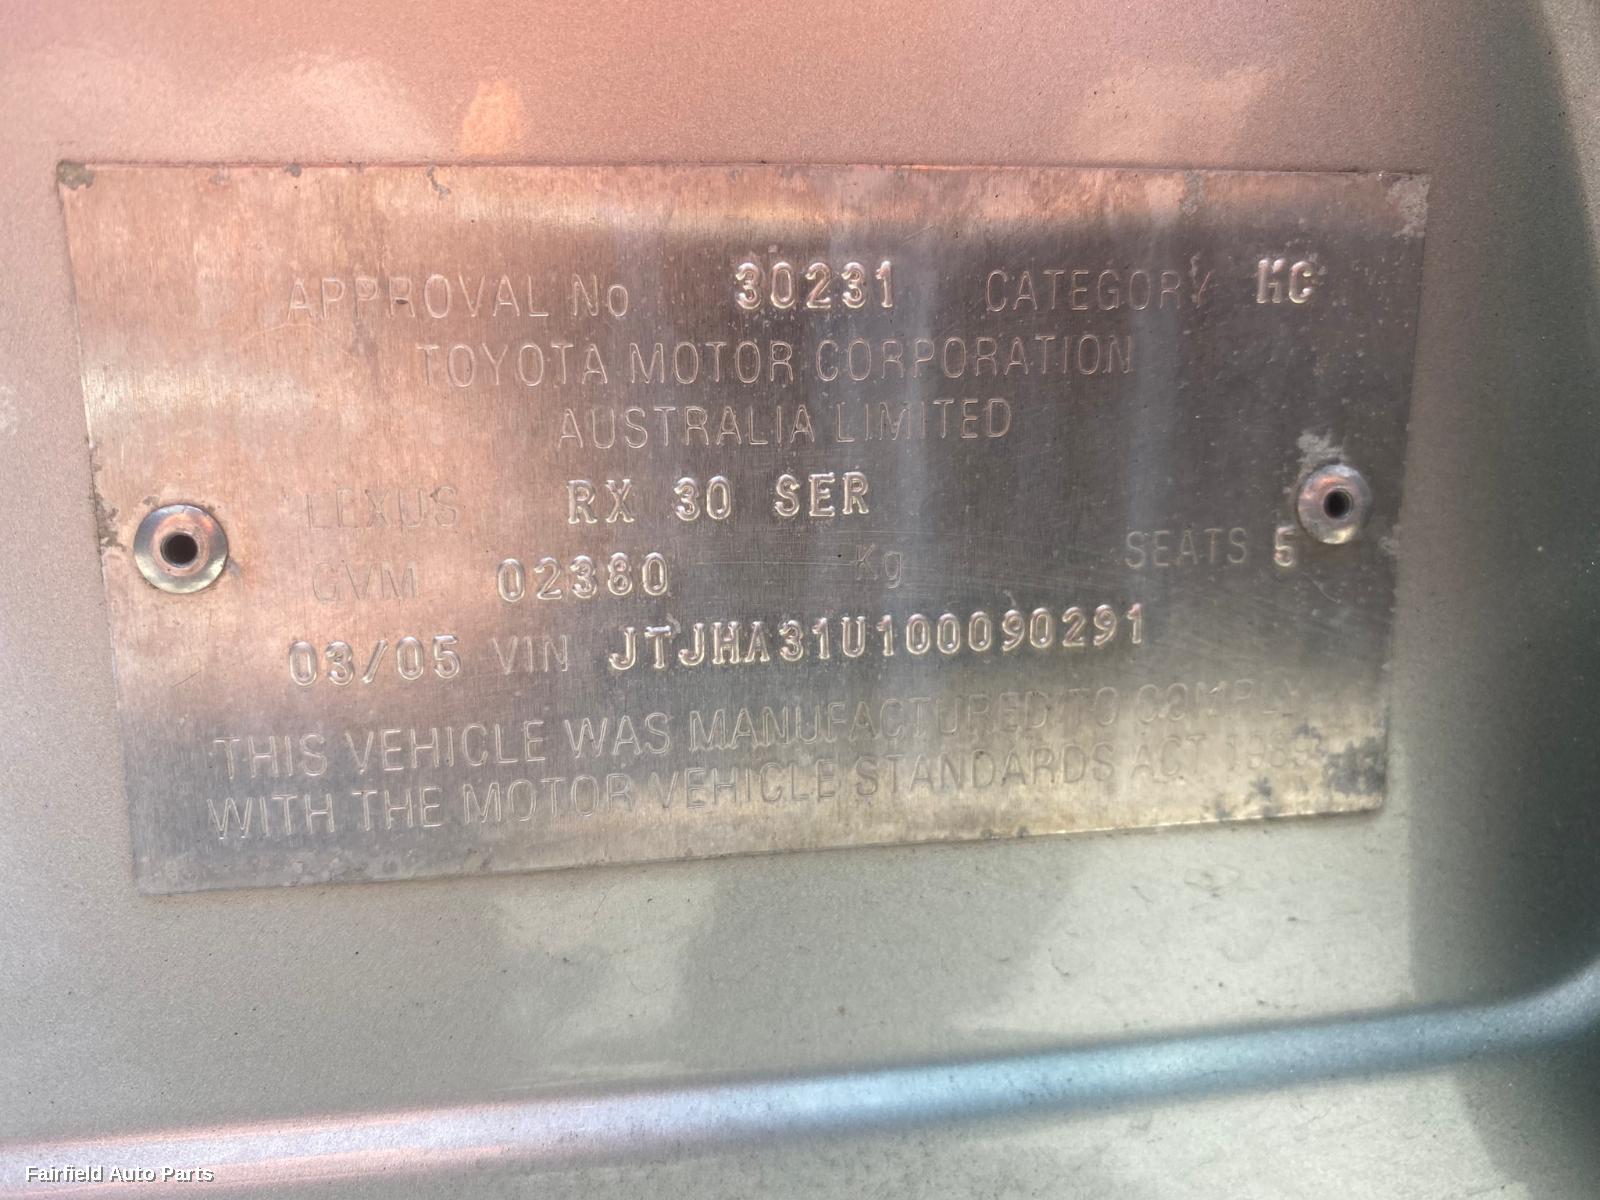 APPROVAL No 30231 CATEGORY MC
TOYOTA MOTOR CORPORATION
AUSTRALIA LIMITED
LEXUS RX 30 SER
GVM 02380 Kg SEATS 5
03/05 VIN JTJHA31U100090291
THIS VEHICLE WAS MANUFACTURED TO COMPLY
WITH THE MOTOR VEHICLE STANDARDS ACT 1989
Fairfield Auto Parts